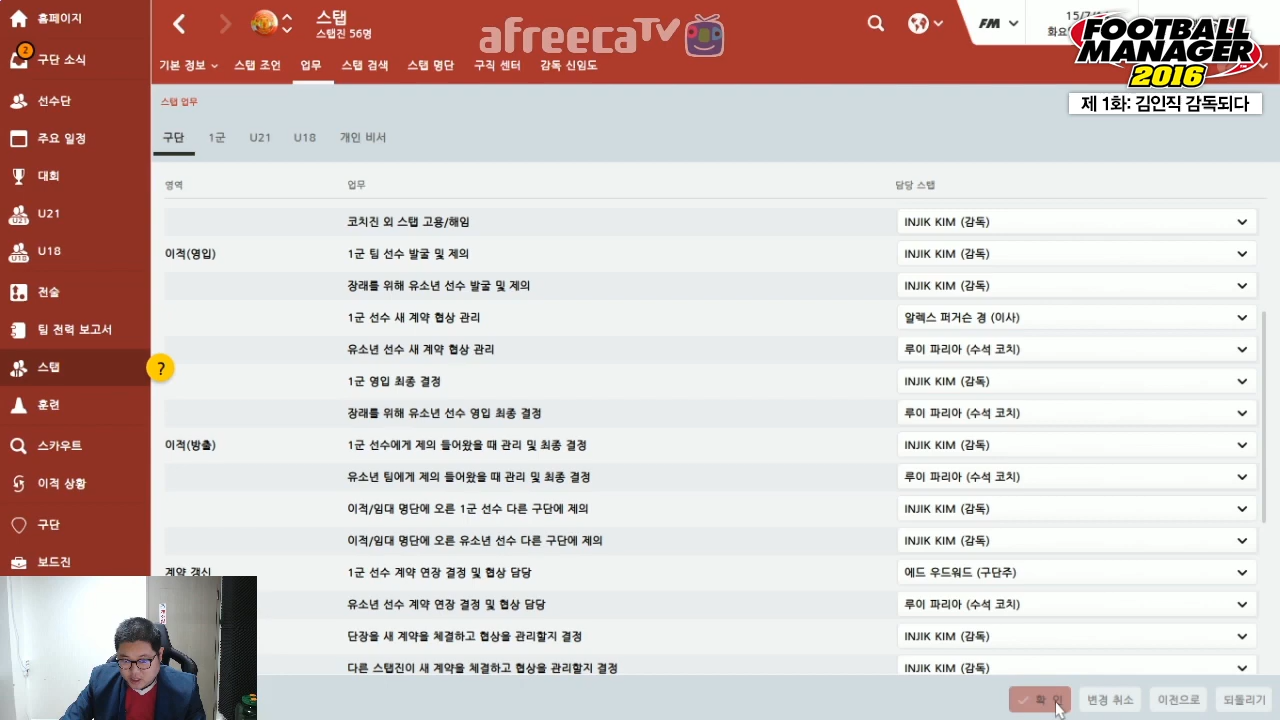 홈페이지
스탭
스탭진 56명
afreecaTV
15/7/
화요
FM
FOOTBALL
MANAGER
2016
제 1화: 김인직 감독되다
2
구단 소식
기본 정보
스탭 조언
업무
스탭 검색
스탭 명단
구직 센터
감독 신임도
선수단
스탭 업무
주요 일정
구단
1군
U21
U18
개인 비서
대회
영역
업무
담당 스탭
U21
U21
코치진 외 스탭 고용/해임
INJIK KIM (감독)
U18
U18
이적(영입)
1군 팀 선수 발굴 및 제의
INJIK KIM (감독)
전술
장래를 위해 유소년 선수 발굴 및 제의
INJIK KIM (감독)
팀 전력 보고서
1군 선수 새 계약 협상 관리
알렉스 퍼거슨 경 (이사)
유소년 선수 새 계약 협상 관리
루이 파리아 (수석 코치)
스탭
?
1군 영입 최종 결정
INJIK KIM (감독)
훈련
장래를 위해 유소년 선수 영입 최종 결정
루이 파리아 (수석 코치)
스카우트
이적(방출)
1군 선수에게 제의 들어왔을 때 관리 및 최종 결정
INJIK KIM (감독)
이적 상황
유소년 팀에게 제의 들어왔을 때 관리 및 최종 결정
루이 파리아 (수석 코치)
이적/임대 명단에 오른 1군 선수 다른 구단에 제의
INJIK KIM (감독)
구단
이적/임대 명단에 오른 유소년 선수 다른 구단에 제의
INJIK KIM (감독)
보드진
계약 갱신
1군 선수 계약 연장 결정 및 협상 담당
에드 우드워드 (구단주)
유소년 선수 계약 연장 결정 및 협상 담당
루이 파리아 (수석 코치)
단장을 새 계약을 체결하고 협상을 관리할지 결정
INJIK KIM (감독)
다른 스탭진이 새 계약을 체결하고 협상을 관리할지 결정
INJIK KIM (감독)
확 인
변경 취소
이전으로
되돌리기